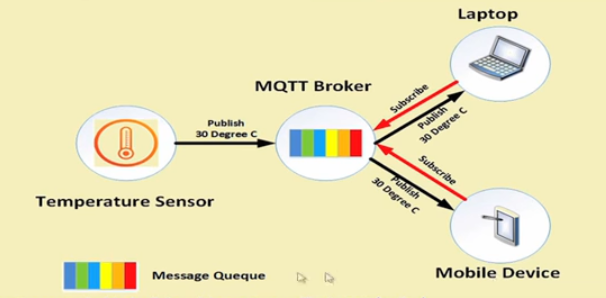 Laptop
MQTT Broker
Subscribe
Publish
30 Degree C
Publish
30 Degree C
Subscribe
Publish
30 Degree C
Temperature Sensor
Message Queque
Mobile Device